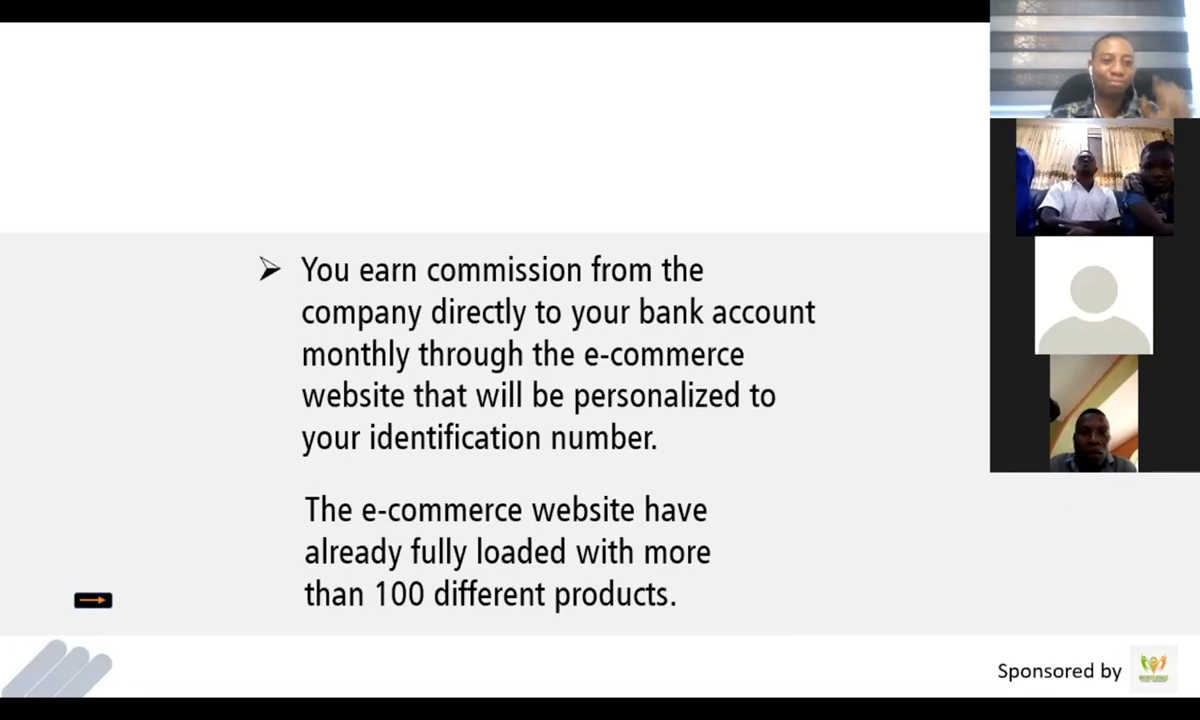 You earn commission from the
company directly to your bank account
monthly through the e-commerce
website that will be personalized to
your identification number.
The e-commerce website have
already fully loaded with more
than 100 different products.
Sponsored by